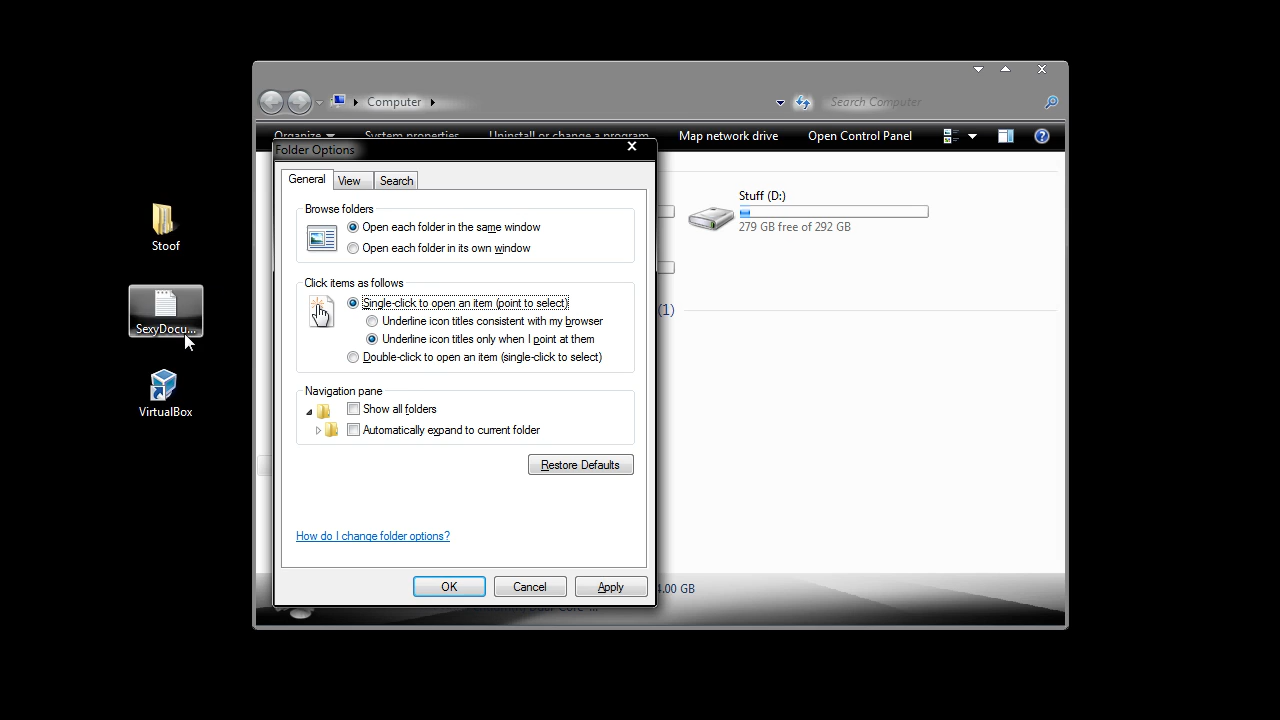 Computer
Search Computer
Organize
System properties
Uninstall or change a program
Map network drive
Open Control Panel
Folder Options
General
View
Search
Browse folders
Open each folder in the same window
Open each folder in its own window
Click items as follows
Single-click to open an item (point to select)
Underline icon titles consistent with my browser
Underline icon titles only when I point at them
Double-click to open an item (single-click to select)
Navigation pane
Show all folders
Automatically expand to current folder
Restore Defaults
How do I change folder options?
OK
Cancel
Apply
Stuff (D:)
279 GB free of 292 GB
(1)
4.00 GB
Stoof
SexyDocu...
VirtualBox